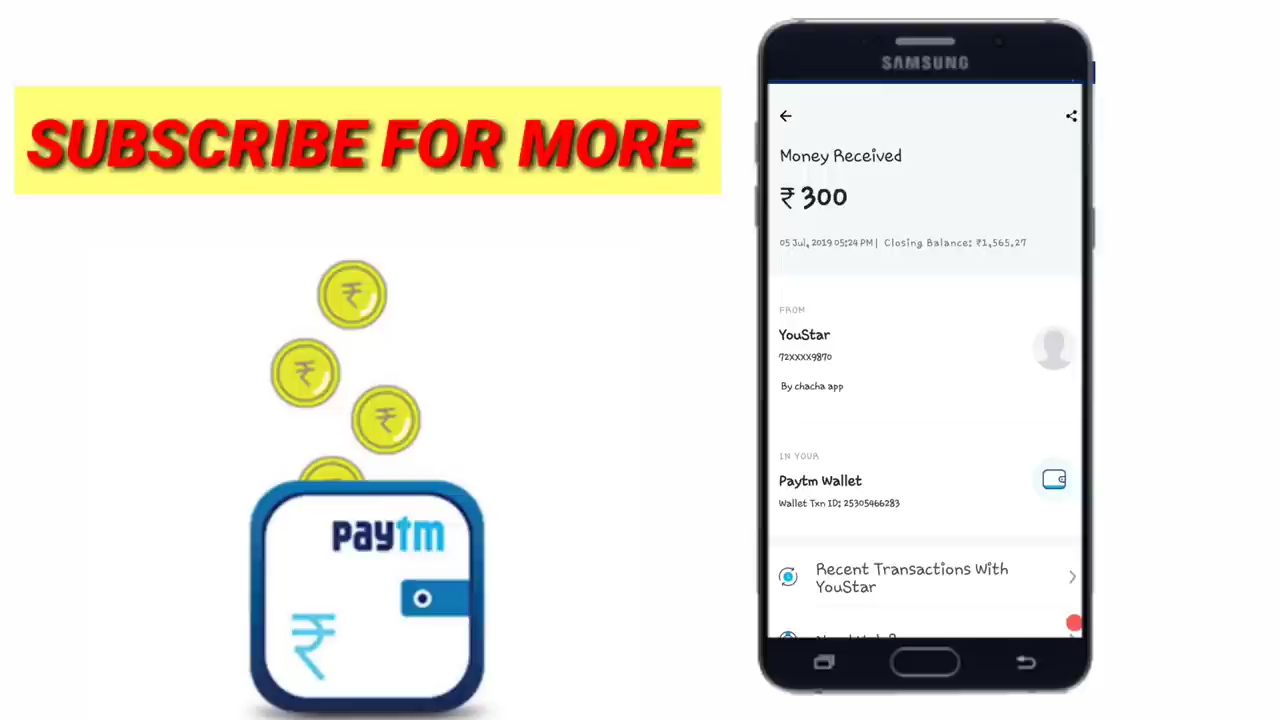 SUBSCRIBE FOR MORE
paytm
₹
SAMSUNG
Money Received
₹ 300
05 Jul, 2019 05:24 PM | Closing Balance: ₹1,565.27
FROM
YouStar
72XXXX9870
By chacha app
IN YOUR
Paytm Wallet
Wallet Txn ID: 25305466283
Recent Transactions With
YouStar